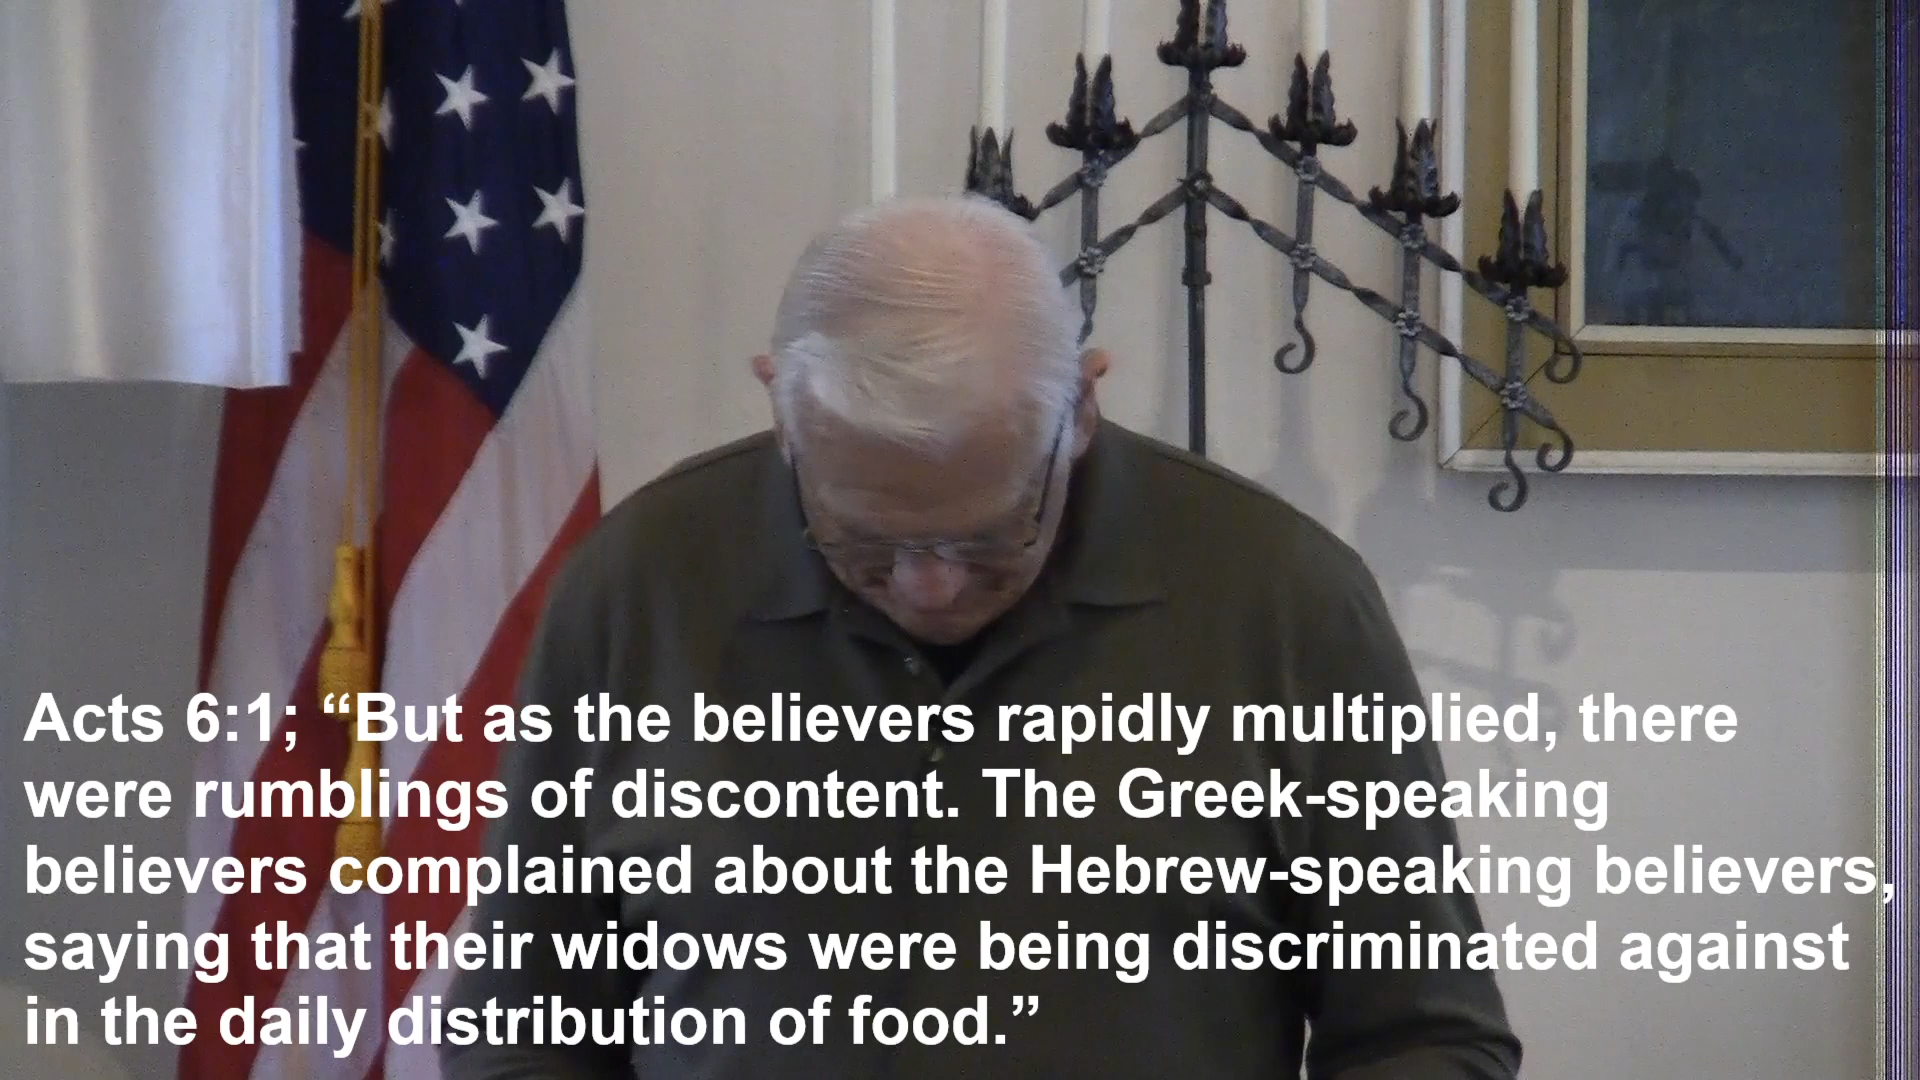 Acts 6:1; “But as the believers rapidly multiplied, there
were rumblings of discontent. The Greek-speaking
believers complained about the Hebrew-speaking believers,
saying that their widows were being discriminated against
in the daily distribution of food.”